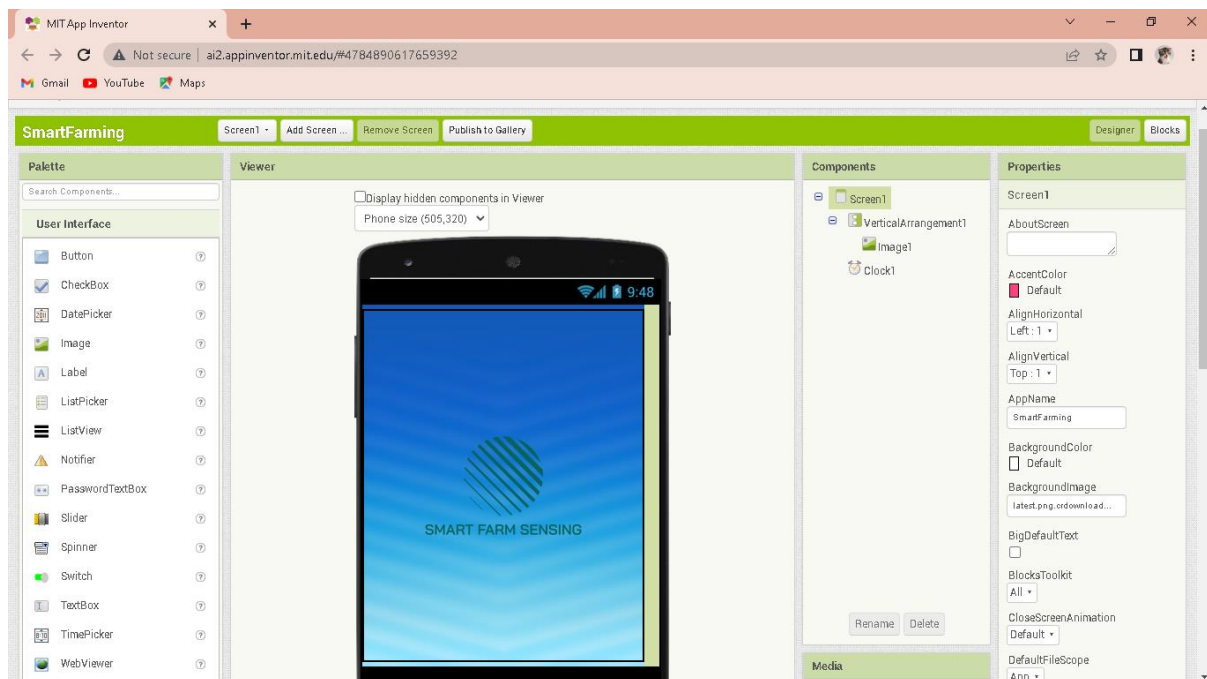 MIT App Inventor
Not secure | ai2.appinventor.mit.edu/#4784890617659392
Gmail YouTube Maps
SmartFarming Screen1 Add Screen ... Remove Screen Publish to Gallery Designer Blocks
Palette Viewer Components Properties
Search Components...
User Interface
Button
CheckBox
DatePicker
Image
Label
ListPicker
ListView
Notifier
PasswordTextBox
Slider
Spinner
Switch
TextBox
TimePicker
WebViewer
Display hidden components in Viewer
Phone size (505,320)
9:48
SMART FARM SENSING
Screen1
VerticalArrangement1
Image1
Clock1
Rename Delete
Media
Screen1
AboutScreen
AccentColor
Default
AlignHorizontal
Left : 1
AlignVertical
Top : 1
AppName
SmartFarming
BackgroundColor
Default
BackgroundImage
latest.png.crdownload...
BigDefaultText
BlocksToolkit
All
CloseScreenAnimation
Default
DefaultFileScope
App